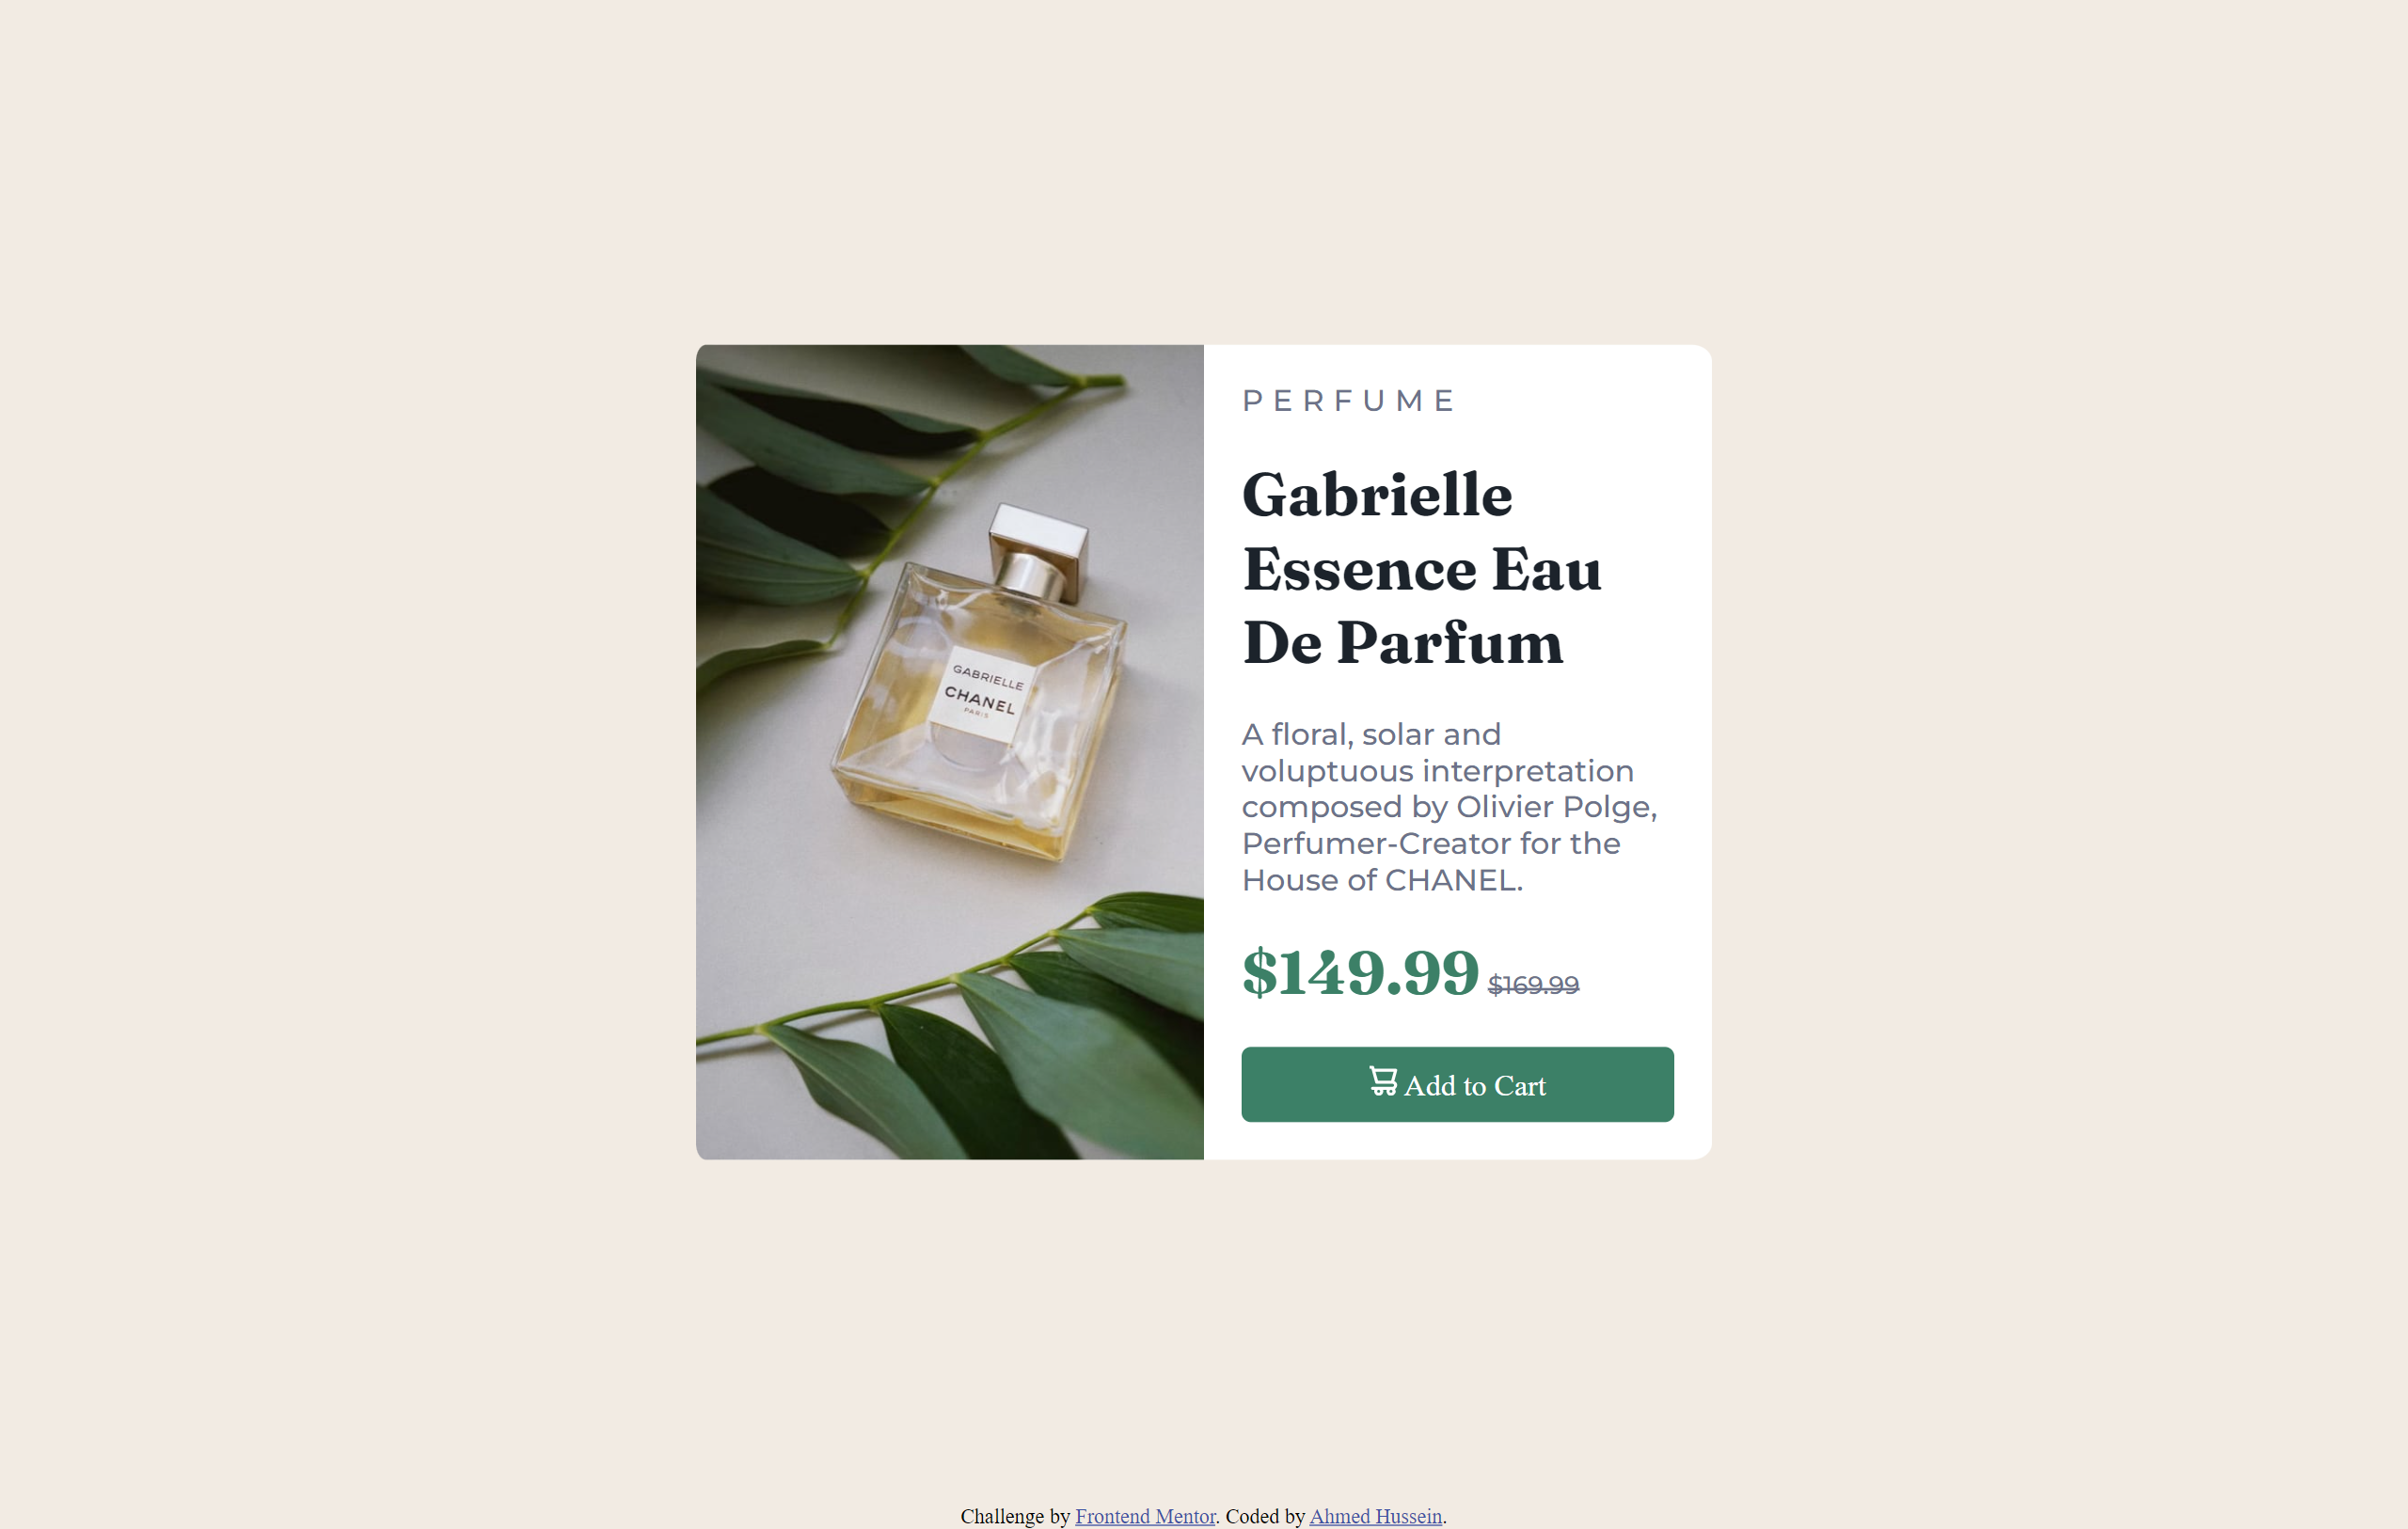 GABRIELLE
CHANEL
PARIS
PERFUME
Gabrielle
Essence Eau
De Parfum
A floral, solar and
voluptuous interpretation
composed by Olivier Polge,
Perfumer-Creator for the
House of CHANEL.
$149.99 $169.99
Add to Cart
Challenge by Frontend Mentor. Coded by Ahmed Hussein.